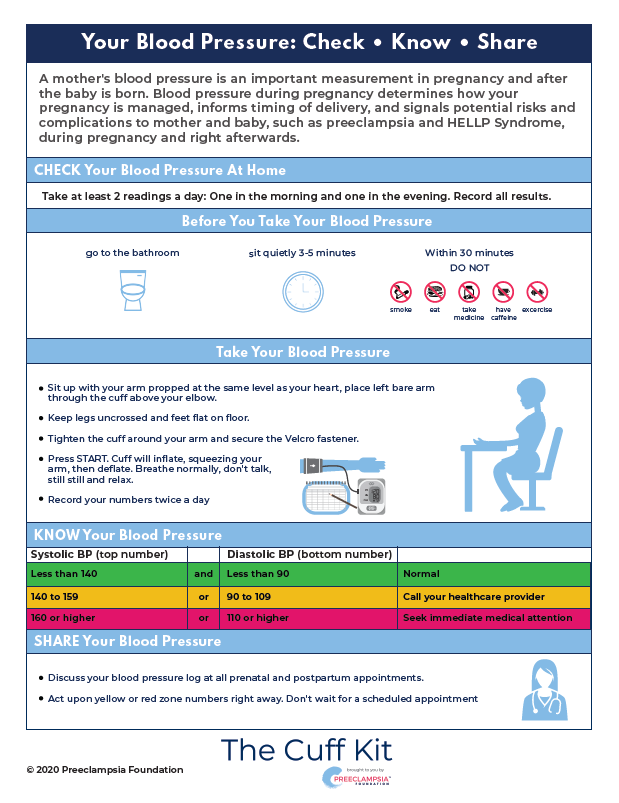 Your Blood Pressure: Check • Know • Share
A mother's blood pressure is an important measurement in pregnancy and after
the baby is born. Blood pressure during pregnancy determines how your
pregnancy is managed, informs timing of delivery, and signals potential risks and
complications to mother and baby, such as preeclampsia and HELLP Syndrome,
during pregnancy and right afterwards.
CHECK Your Blood Pressure At Home
Take at least 2 readings a day: One in the morning and one in the evening. Record all results.
Before You Take Your Blood Pressure
go to the bathroom
sit quietly 3-5 minutes
Within 30 minutes
DO NOT
smoke
eat
take
medicine
have
caffeine
excercise
Take Your Blood Pressure
• Sit up with your arm propped at the same level as your heart, place left bare arm
through the cuff above your elbow.
• Keep legs uncrossed and feet flat on floor.
• Tighten the cuff around your arm and secure the Velcro fastener.
• Press START. Cuff will inflate, squeezing your
arm, then deflate. Breathe normally, don't talk,
still still and relax.
• Record your numbers twice a day
KNOW Your Blood Pressure
Systolic BP (top number) Diastolic BP (bottom number)
Less than 140 and Less than 90 Normal
140 to 159 or 90 to 109 Call your healthcare provider
160 or higher or 110 or higher Seek immediate medical attention
SHARE Your Blood Pressure
• Discuss your blood pressure log at all prenatal and postpartum appointments.
• Act upon yellow or red zone numbers right away. Don't wait for a scheduled appointment
The Cuff Kit
brought to you by
PREECLAMPSIA
FOUNDATION
© 2020 Preeclampsia Foundation